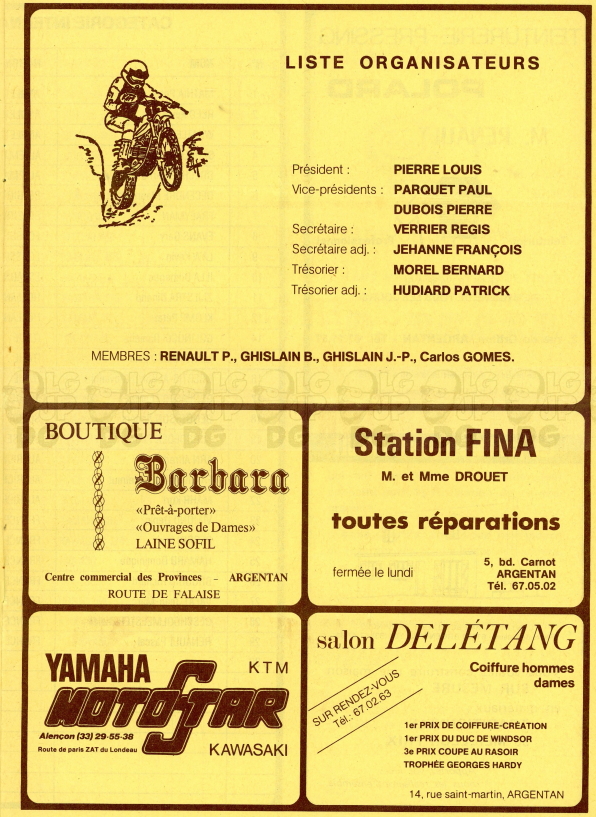 LISTE ORGANISATEURS
Président : PIERRE LOUIS
Vice-présidents : PARQUET PAUL
DUBOIS PIERRE
Secrétaire : VERRIER REGIS
Secrétaire adj. : JEHANNE FRANÇOIS
Trésorier : MOREL BERNARD
Trésorier adj. : HUDIARD PATRICK
MEMBRES : RENAULT P., GHISLAIN B., GHISLAIN J.-P., Carlos GOMES.
BOUTIQUE
Barbara
«Prêt-à-porter»
«Ouvrages de Dames»
LAINE SOFIL
Centre commercial des Provinces - ARGENTAN
ROUTE DE FALAISE
Station FINA
M. et Mme DROUET
toutes réparations
fermée le lundi
5, bd. Carnot
ARGENTAN
Tél. 67.05.02
YAMAHA
KTM
MOTO STAR
Alençon (33) 29-55-38
Route de paris ZAT du Londeau
KAWASAKI
salon DELÉTANG
Coiffure hommes
dames
SUR RENDEZ-VOUS
Tél.: 67.02 63
1er PRIX DE COIFFURE-CRÉATION
1er PRIX DU DUC DE WINDSOR
3e PRIX COUPE AU RASOIR
TROPHÉE GEORGES HARDY
14, rue saint-martin, ARGENTAN